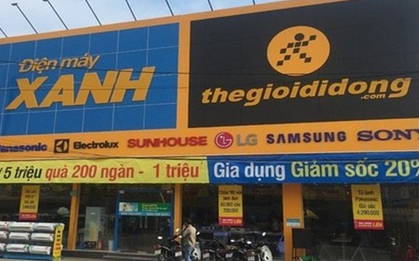 Điện máy
XANH
thegioididong
.com
Panasonic Electrolux SUNHOUSE LG SAMSUNG SONY
5 triệu quà 200 ngàn - 1 triệu
Gia dụng Giảm sốc 20%